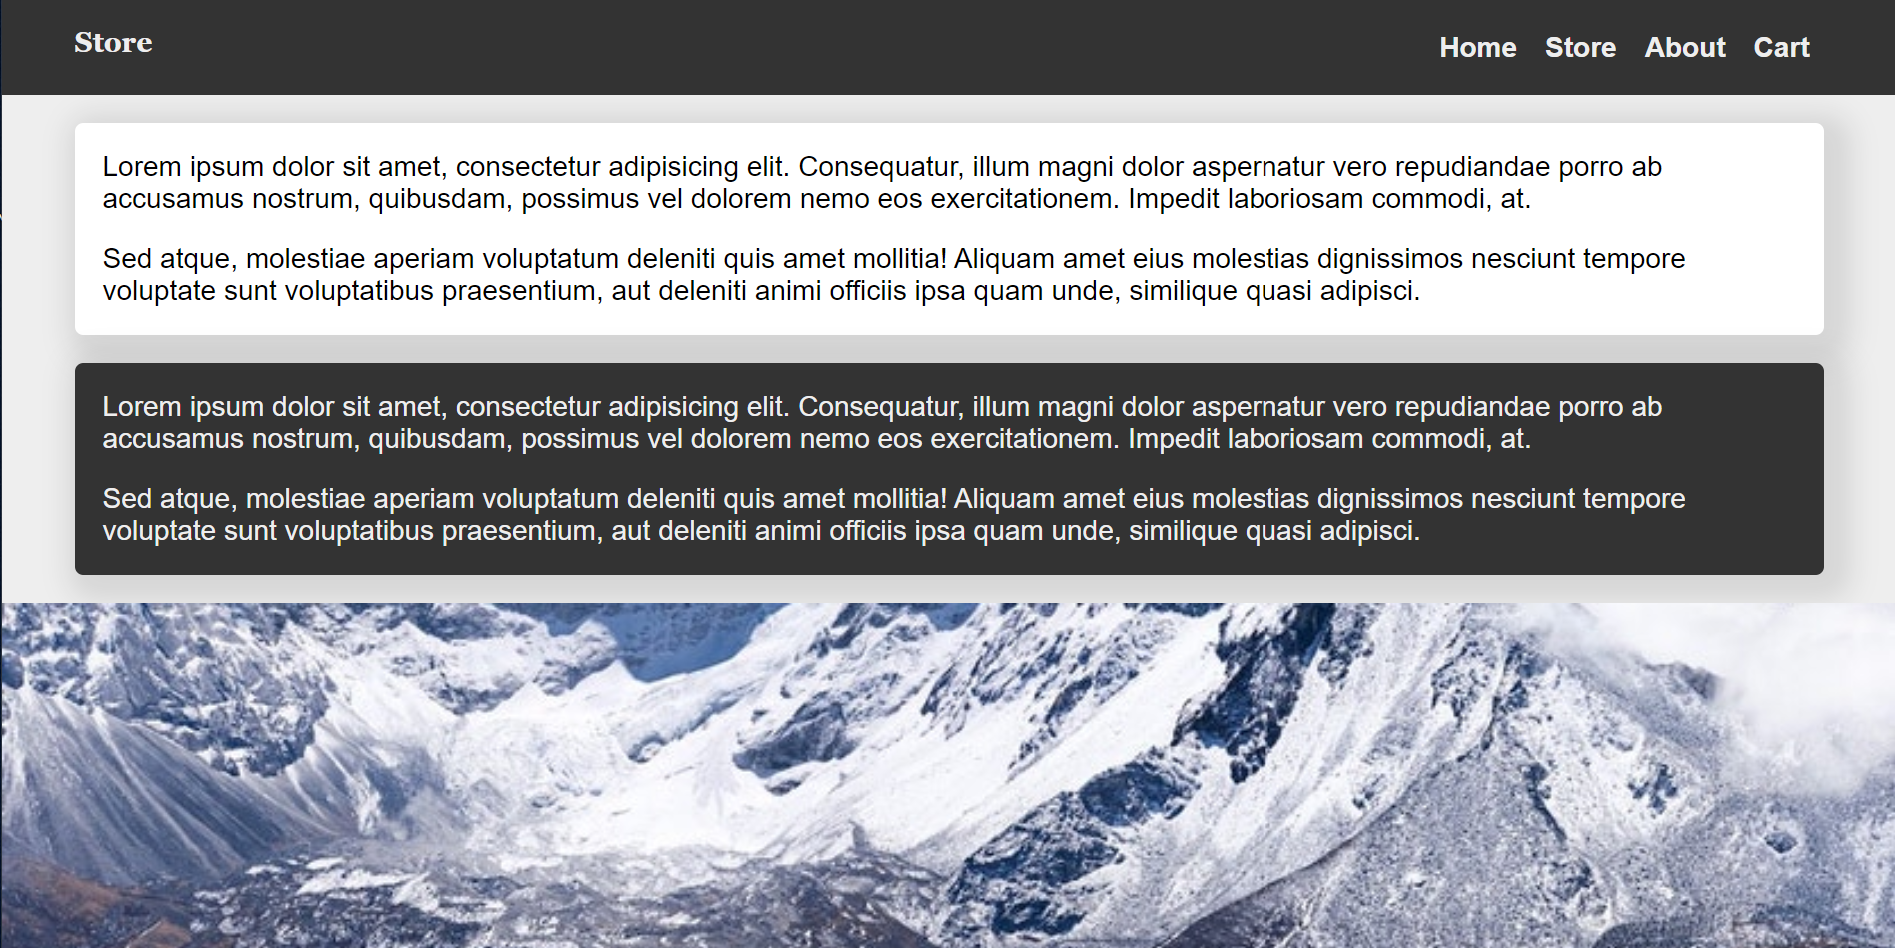 Store
Home Store About Cart
Lorem ipsum dolor sit amet, consectetur adipisicing elit. Consequatur, illum magni dolor aspernatur vero repudiandae porro ab
accusamus nostrum, quibusdam, possimus vel dolorem nemo eos exercitationem. Impedit laboriosam commodi, at.
Sed atque, molestiae aperiam voluptatum deleniti quis amet mollitia! Aliquam amet eius molestias dignissimos nesciunt tempore
voluptate sunt voluptatibus praesentium, aut deleniti animi officiis ipsa quam unde, similique quasi adipisci.
Lorem ipsum dolor sit amet, consectetur adipisicing elit. Consequatur, illum magni dolor aspernatur vero repudiandae porro ab
accusamus nostrum, quibusdam, possimus vel dolorem nemo eos exercitationem. Impedit laboriosam commodi, at.
Sed atque, molestiae aperiam voluptatum deleniti quis amet mollitia! Aliquam amet eius molestias dignissimos nesciunt tempore
voluptate sunt voluptatibus praesentium, aut deleniti animi officiis ipsa quam unde, similique quasi adipisci.